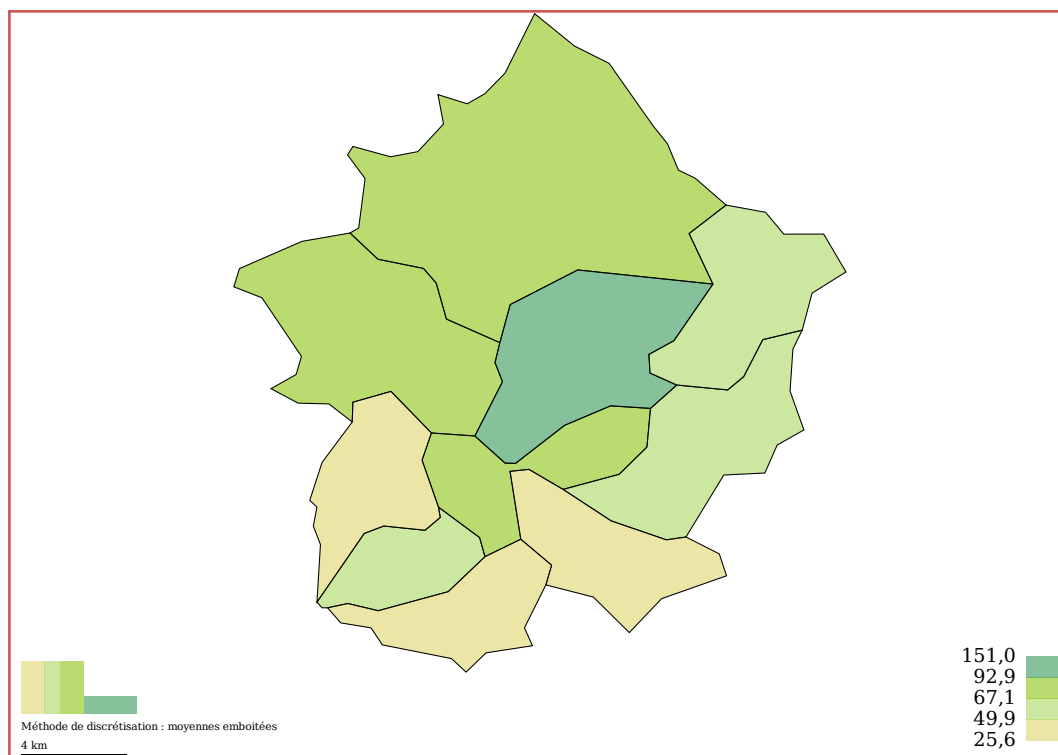 151,0
92,9
67,1
49,9
25,6
Méthode de discrétisation : moyennes emboitées
4 km